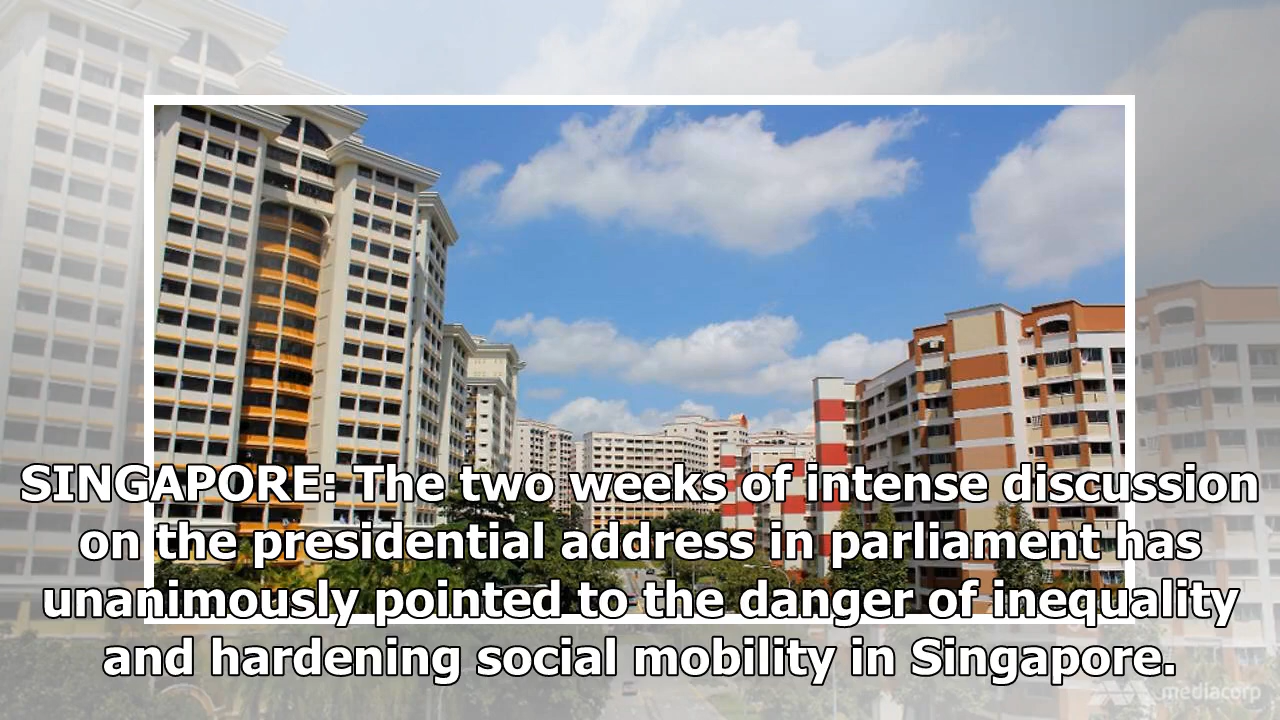 SINGAPORE: The two weeks of intense discussion
on the presidential address in parliament has
unanimously pointed to the danger of inequality
and hardening social mobility in Singapore.
mediacorp